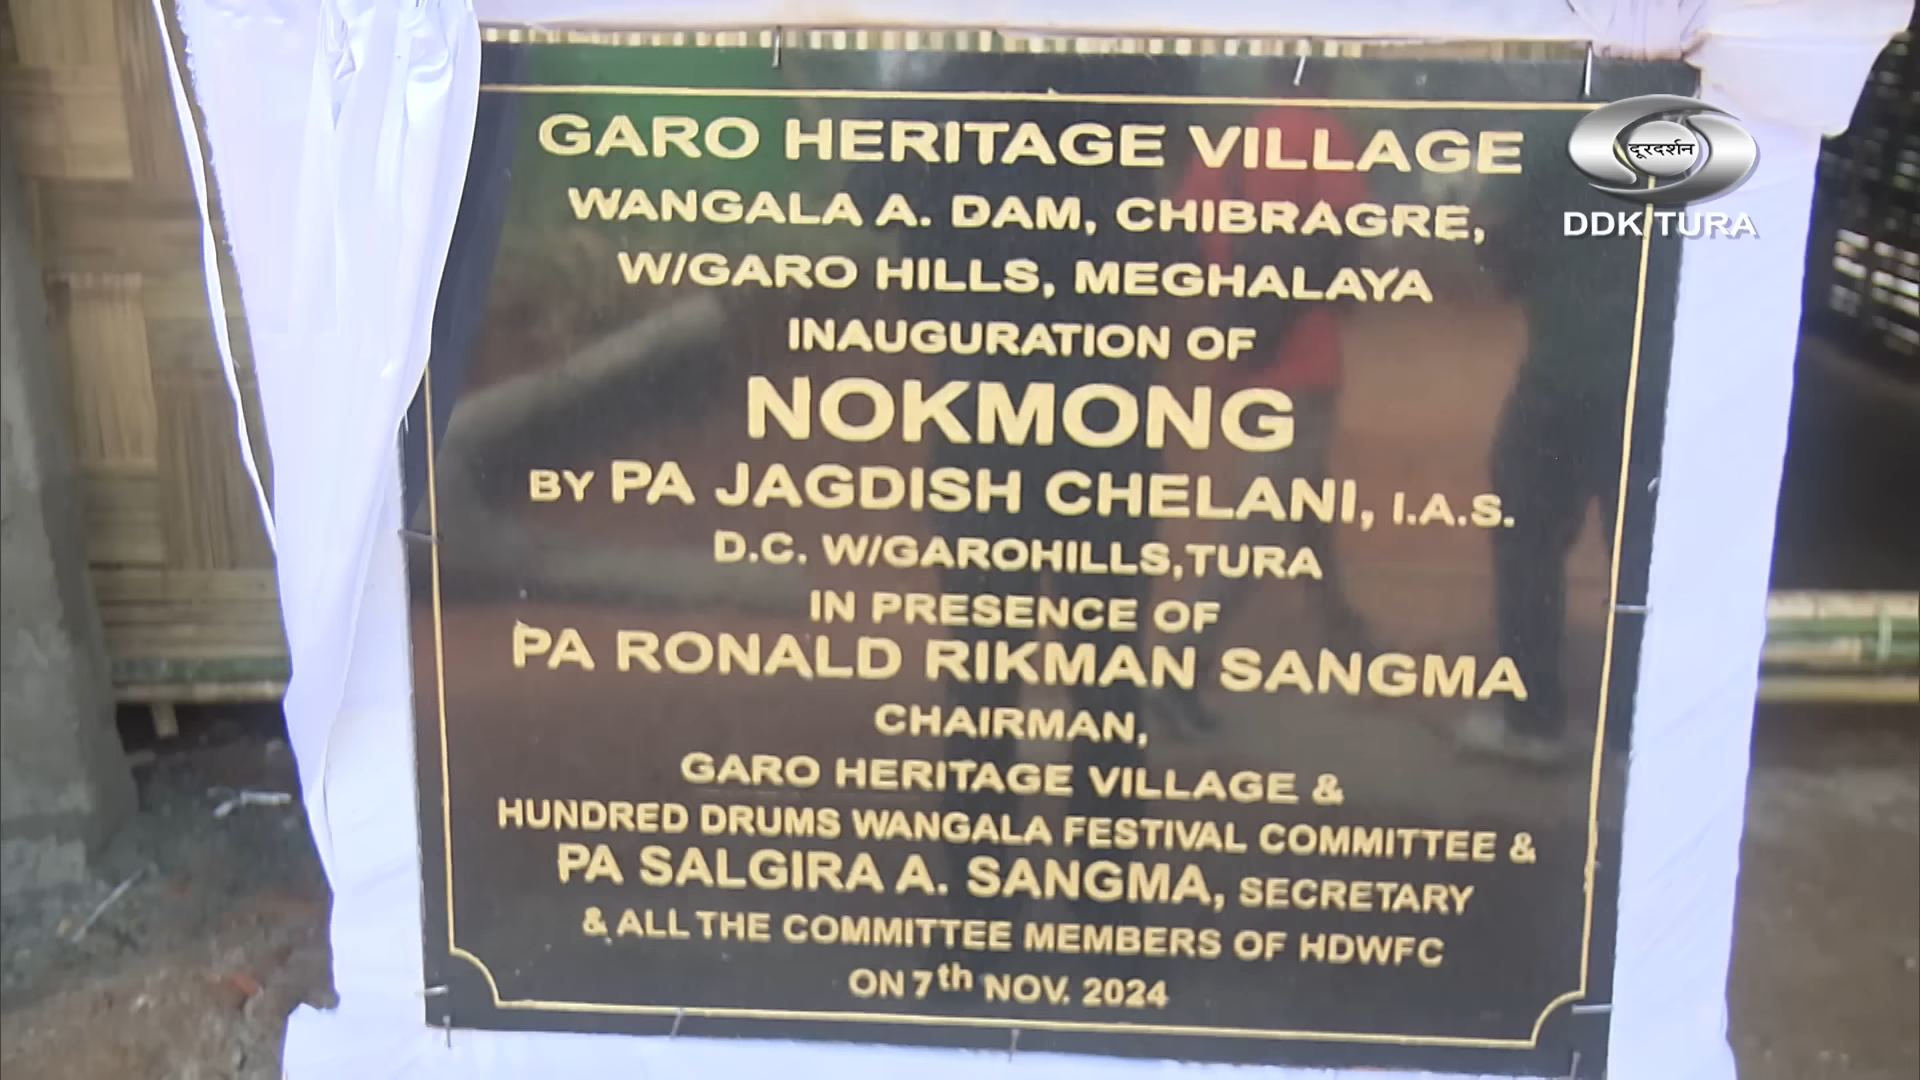 GARO HERITAGE VILLAGE
WANGALA A. DAM, CHIBRAGRE,
W/GARO HILLS, MEGHALAYA
INAUGURATION OF
NOKMONG
BY PA JAGDISH CHELANI, I.A.S.
D.C. W/GAROHILLS,TURA
IN PRESENCE OF
PA RONALD RIKMAN SANGMA
CHAIRMAN,
GARO HERITAGE VILLAGE &
HUNDRED DRUMS WANGALA FESTIVAL COMMITTEE &
PA SALGIRA A. SANGMA, SECRETARY
& ALL THE COMMITTEE MEMBERS OF HDWFC
ON 7th NOV. 2024
दूरदर्शन
DDK TURA